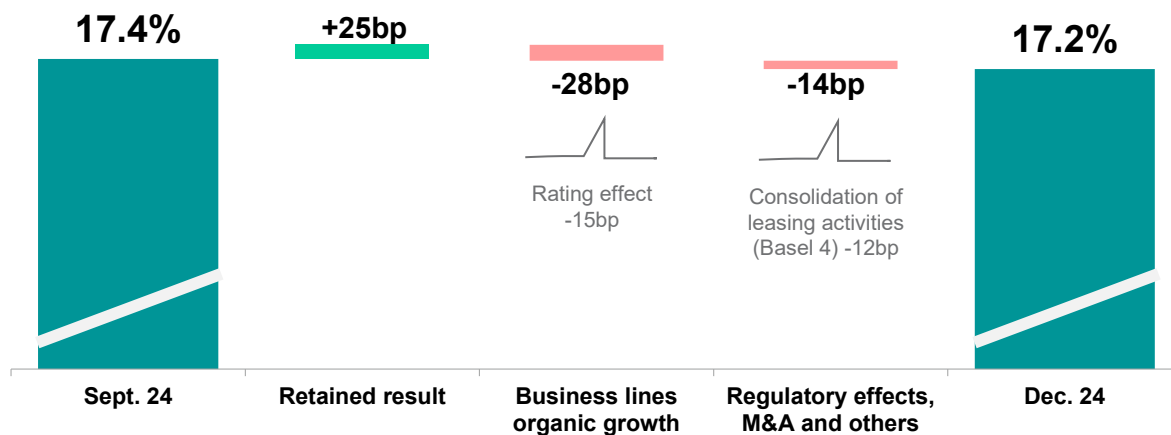 17.4%
+25bp
-28bp
-14bp
17.2%
Rating effect
-15bp
Consolidation of
leasing activities
(Basel 4) -12bp
Sept. 24
Retained result
Business lines
organic growth
Regulatory effects,
M&A and others
Dec. 24